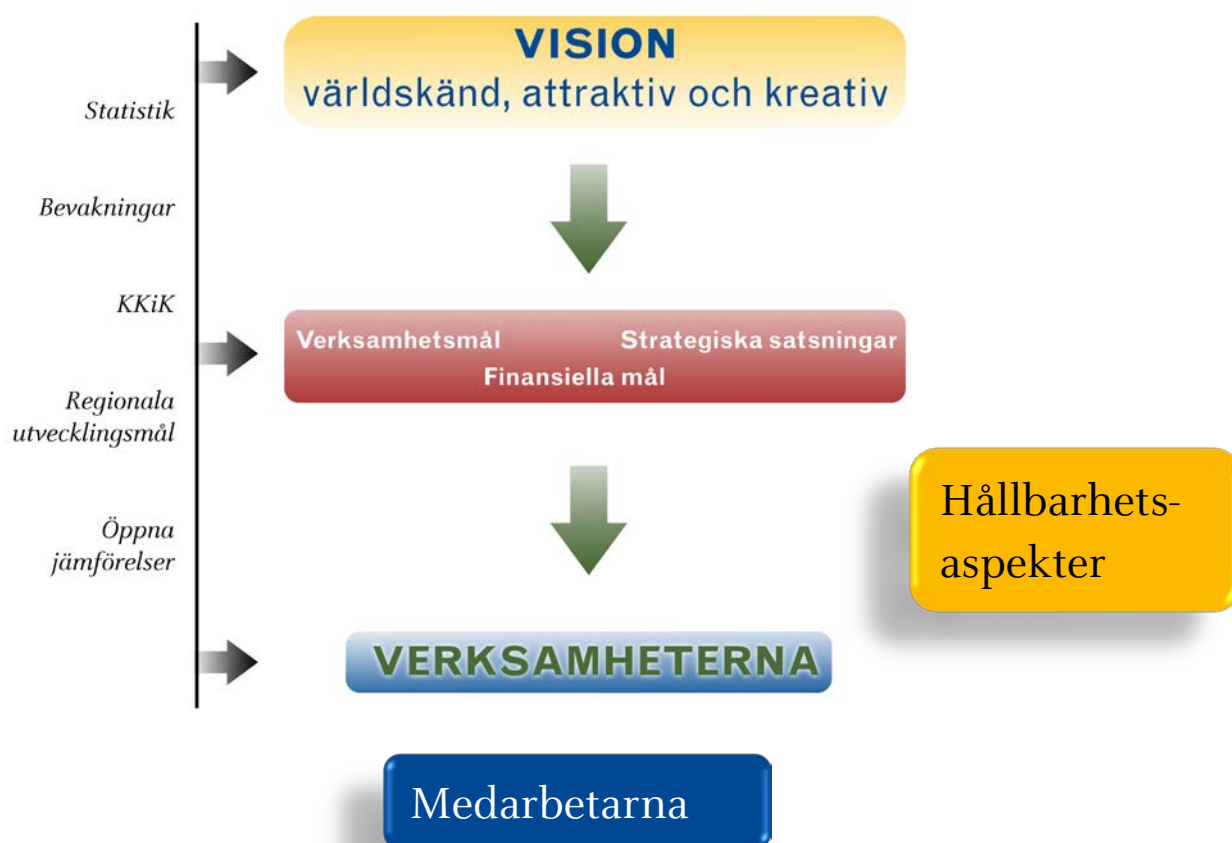 VISION
världskänd, attraktiv och kreativ
Statistik
Bevakningar
KKiK
Verksamhetsmål
Strategiska satsningar
Finansiella mål
Regionala
utvecklingsmål
Hållbarhets-
aspekter
Öppna
jämförelser
VERKSAMHETERNA
Medarbetarna